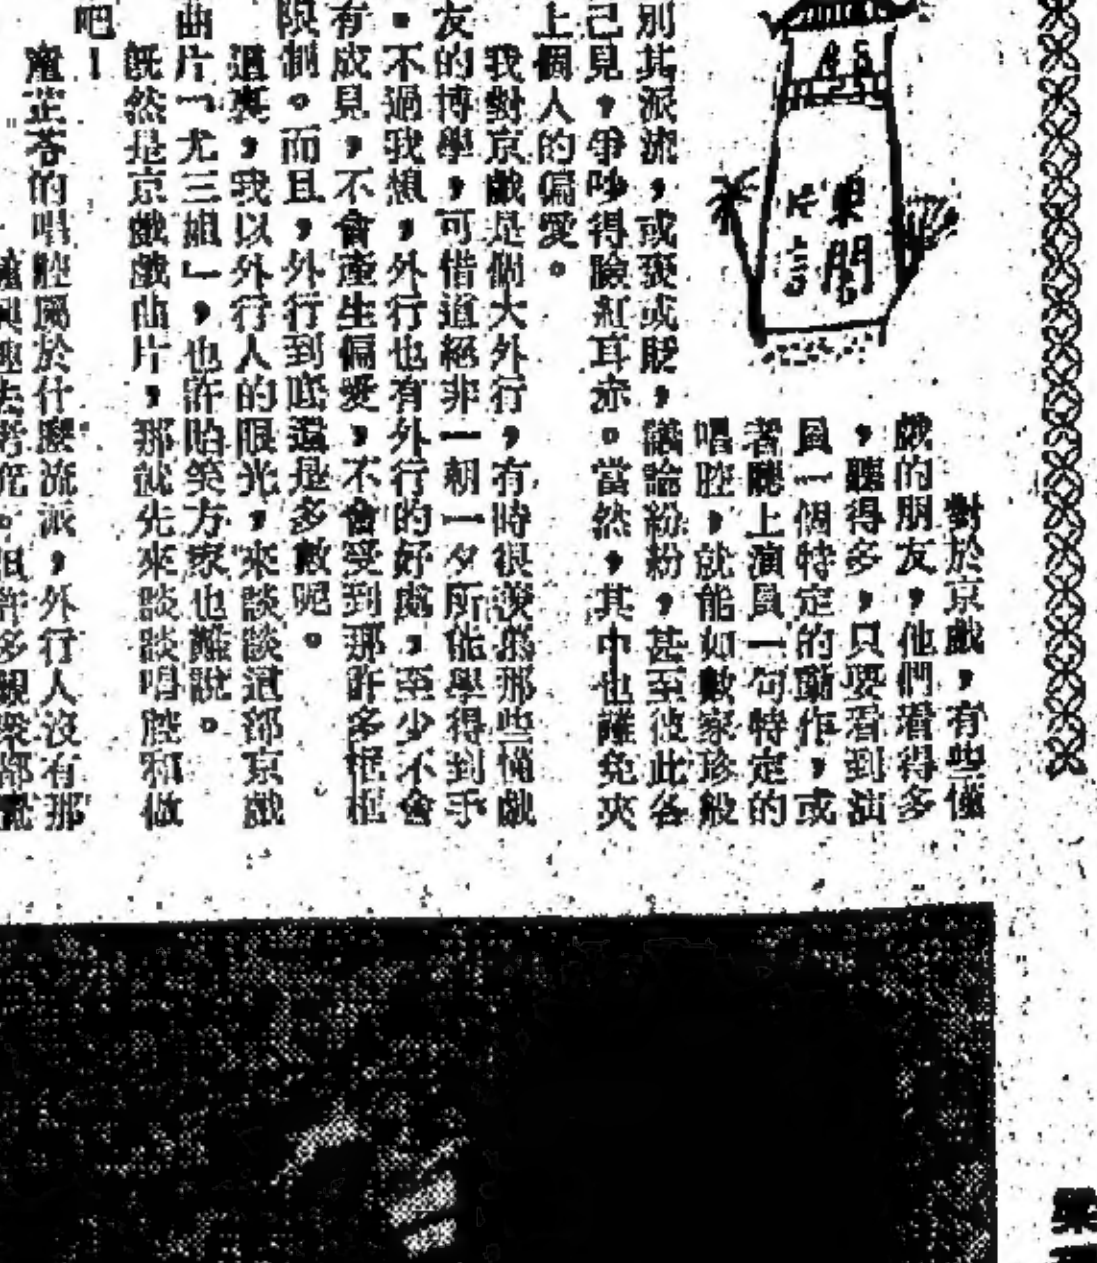 對於京戲，有些懂
戲的朋友，他們看得多
，聽得多，只要看到演
員一個特定的動作，或
者聽上演員一句特定的
唱腔，就能如數家珍般
別其派流，或褒或貶，議論紛紛，甚至彼此各
己見，爭吵得臉紅耳赤。當然，其中也難免夾
上個人的偏愛。
我對京戲是個大外行，有時很羨慕那些懂戲
友的博學，可惜道絕非一朝一夕所能學得到手
。不過我想，外行也有外行的好處，至少不會
有成見，不會產生偏愛，不會受到那許多框框
限制。而且，外行到底還是多數呢。
這裏，我以外行人的眼光，來談談這部京戲
曲片「尤三姐」，也許貽笑方家也難說。
既然是京戲戲曲片，那就先來談談唱腔和做
吧！
童芷苓的唱腔屬於什麼流派，外行人沒有那
東
閘